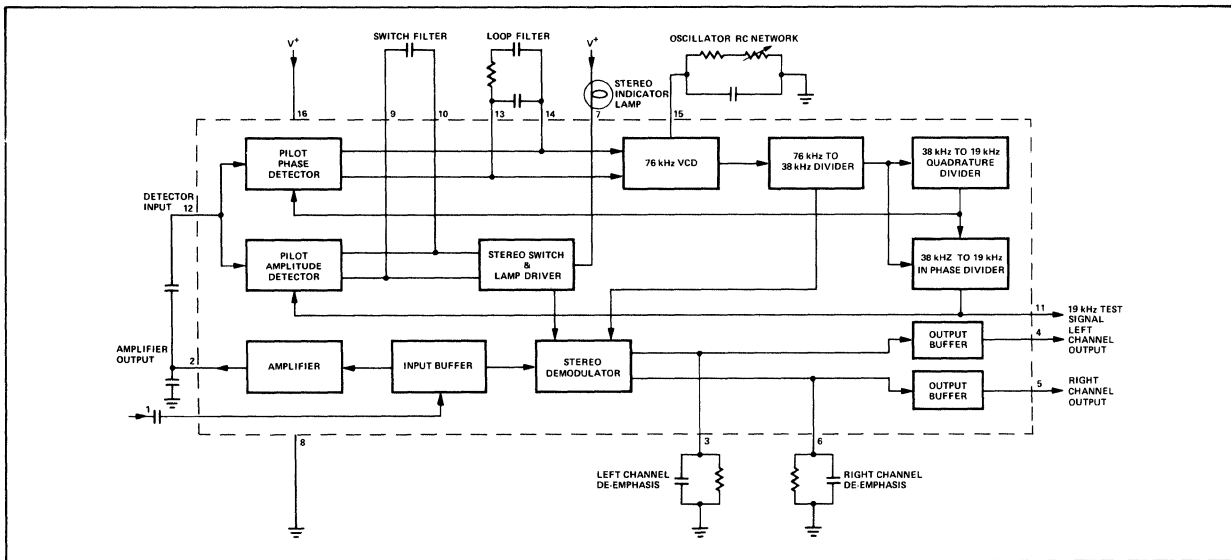 SWITCH FILTER
LOOP FILTER
OSCILLATOR RC NETWORK
V+
V+
STEREO
INDICATOR
LAMP
16
9
10
13
14
7
15
PILOT
PHASE
DETECTOR
76 kHz VCD
76 kHz TO
38 kHz DIVIDER
38 kHz TO 19 kHz
QUADRATURE
DIVIDER
DETECTOR
INPUT
12
PILOT
AMPLITUDE
DETECTOR
STEREO SWITCH
&
LAMP DRIVER
38 kHZ TO 19 kHz
IN PHASE DIVIDER
11
19 kHz TEST
SIGNAL
4
LEFT
CHANNEL
OUTPUT
OUTPUT
BUFFER
AMPLIFIER
OUTPUT
2
AMPLIFIER
INPUT BUFFER
STEREO
DEMODULATOR
OUTPUT
BUFFER
5
RIGHT
CHANNEL
OUTPUT
1
8
3
6
LEFT CHANNEL
DE-EMPHASIS
RIGHT CHANNEL
DE-EMPHASIS